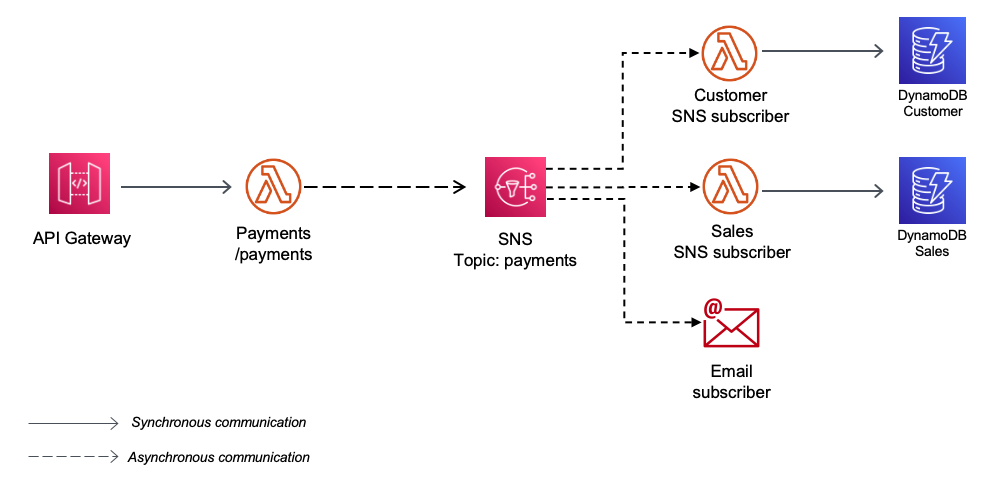 Customer
SNS subscriber
DynamoDB
Customer
API Gateway
Payments
/payments
SNS
Topic: payments
Sales
SNS subscriber
DynamoDB
Sales
@
Email
subscriber
Synchronous communication
Asynchronous communication